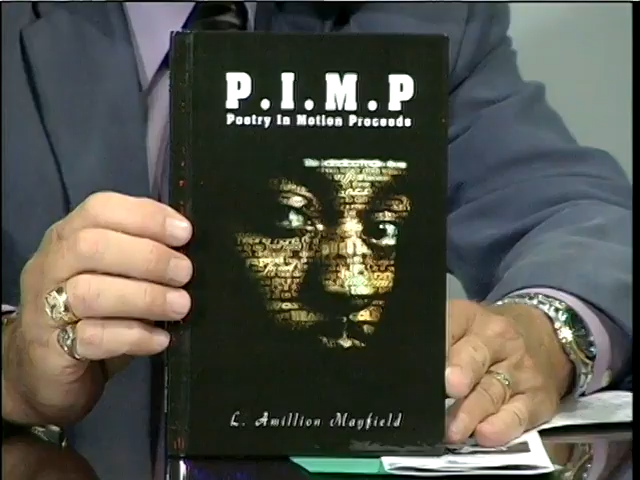 P.I.M.P
Poetry In Motion Proceeds
L. Amillion Mayfield